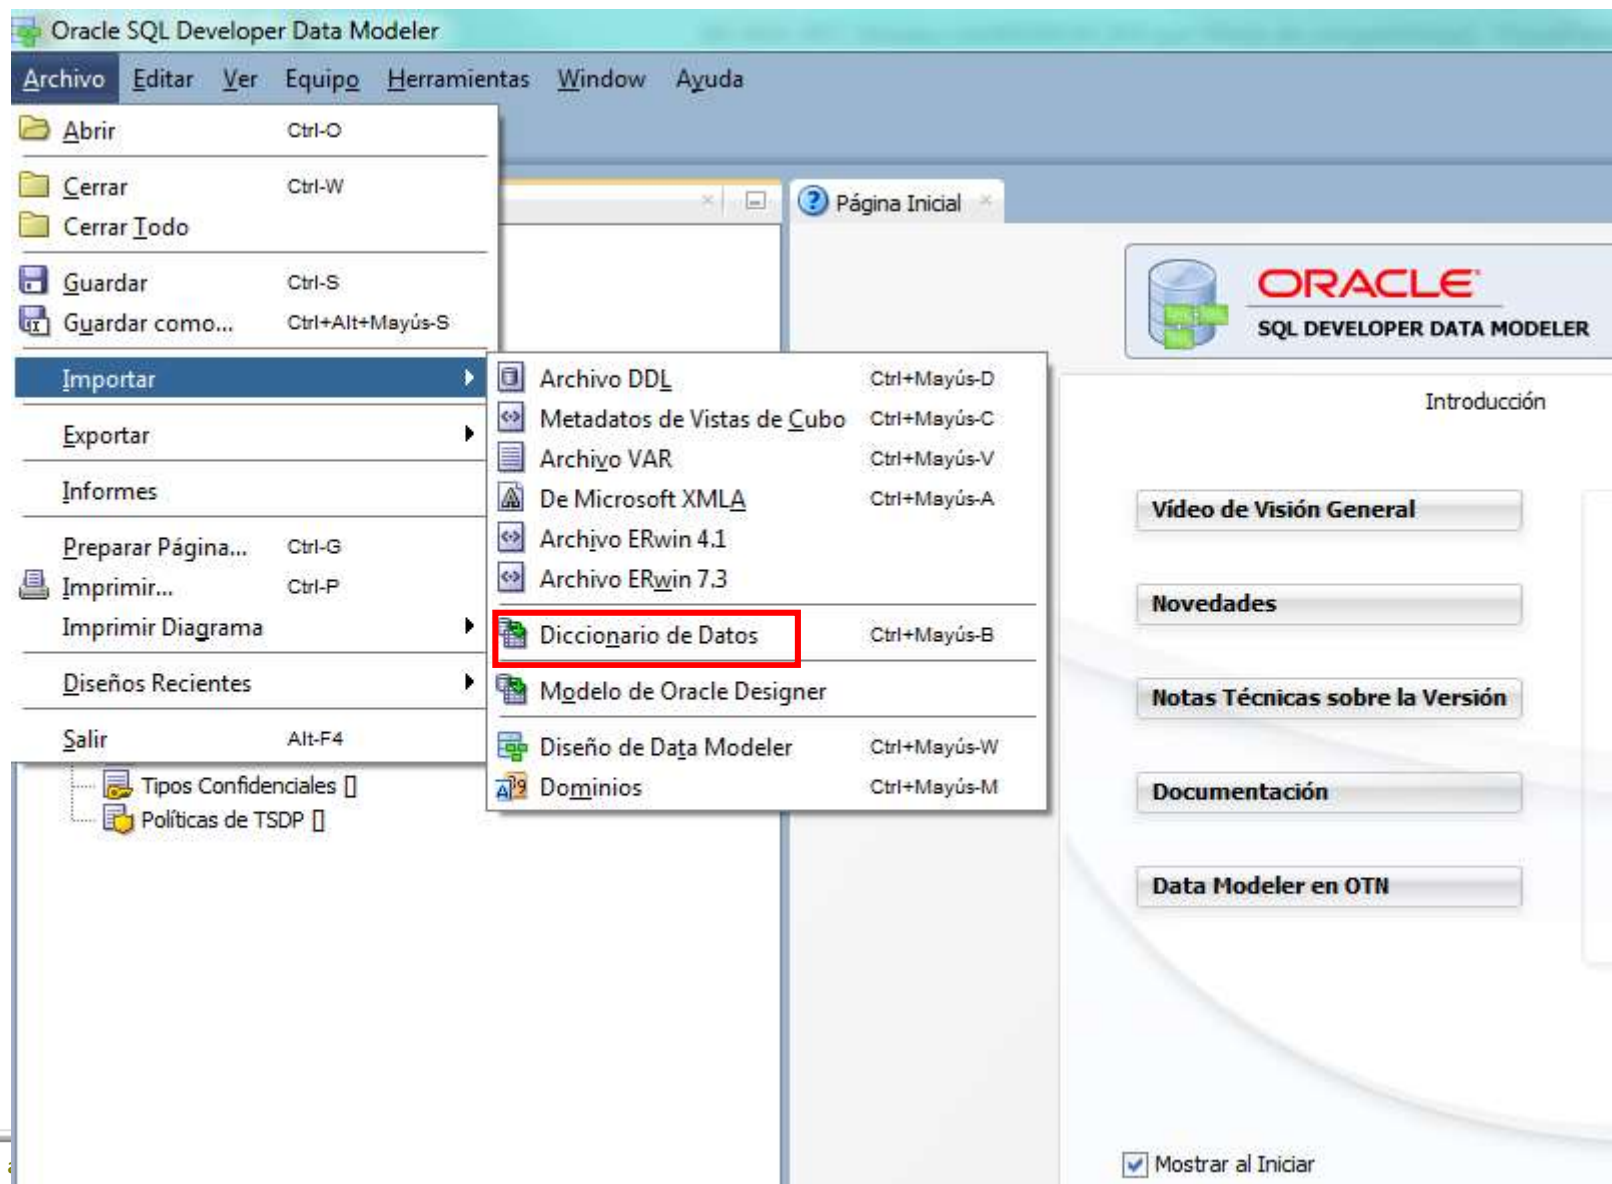 Oracle SQL Developer Data Modeler
Archivo Editar Ver Equipo Herramientas Window Ayuda
Abrir Ctrl-O
Cerrar Ctrl-W
Cerrar Todo
Guardar Ctrl-S
Guardar como... Ctrl+Alt+Mayús-S
Importar
Exportar
Informes
Preparar Página... Ctrl-G
Imprimir... Ctrl-P
Imprimir Diagrama
Diseños Recientes
Salir Alt-F4
Archivo DDL Ctrl+Mayús-D
Metadatos de Vistas de Cubo Ctrl+Mayús-C
Archivo VAR Ctrl+Mayús-V
De Microsoft XMLA Ctrl+Mayús-A
Archivo ERwin 4.1
Archivo ERwin 7.3
Diccionario de Datos Ctrl+Mayús-B
Modelo de Oracle Designer
Diseño de Data Modeler Ctrl+Mayús-W
Dominios Ctrl+Mayús-M
Tipos Confidenciales []
Políticas de TSDP []
Página Inicial
ORACLE
SQL DEVELOPER DATA MODELER
Introducción
Vídeo de Visión General
Novedades
Notas Técnicas sobre la Versión
Documentación
Data Modeler en OTN
Mostrar al Iniciar